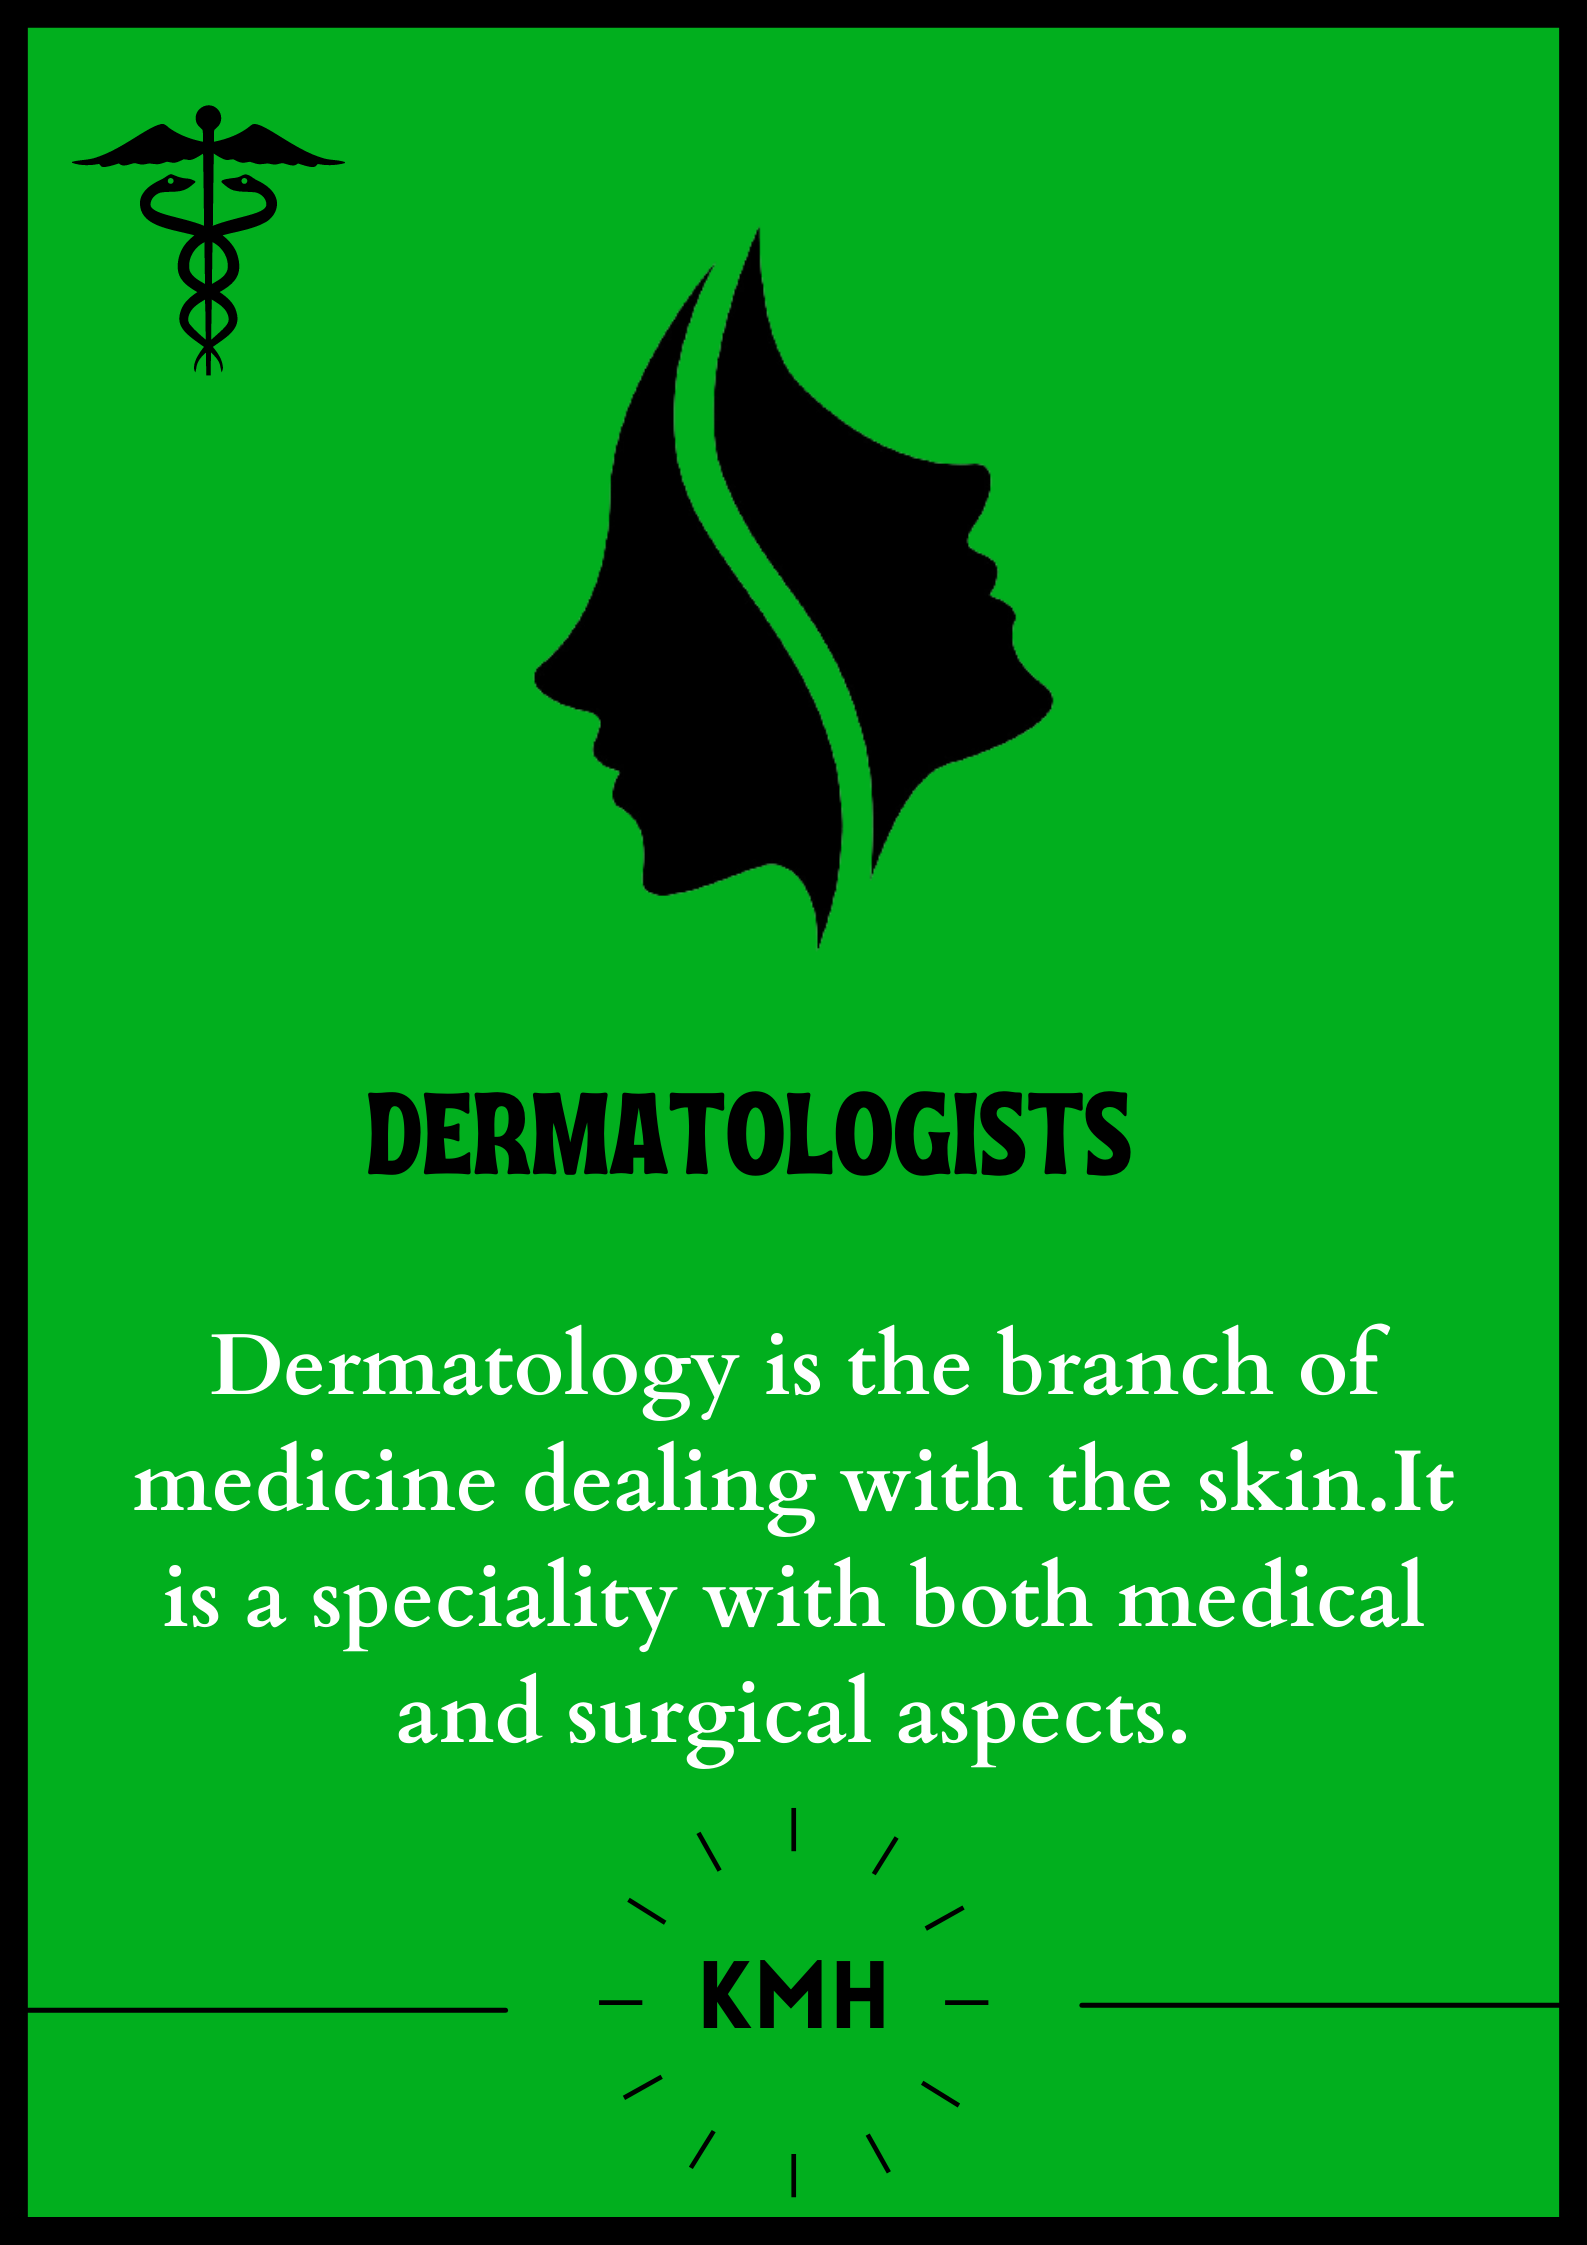 DERMATOLOGISTS
Dermatology is the branch of
medicine dealing with the skin.It
is a speciality with both medical
and surgical aspects.
KMH